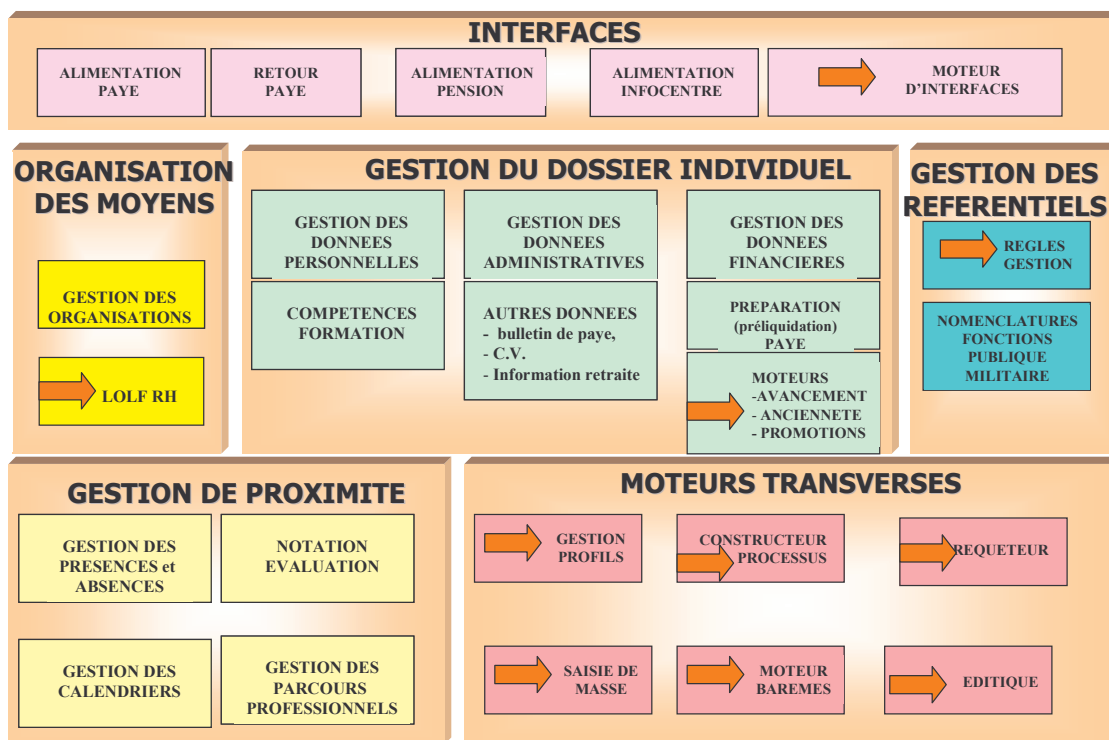 INTERFACES
ALIMENTATION
PAYE
RETOUR
PAYE
ALIMENTATION
PENSION
ALIMENTATION
INFOCENTRE
MOTEUR
D'INTERFACES
ORGANISATION
DES MOYENS
GESTION DES
ORGANISATIONS
LOLF RH
GESTION DU DOSSIER INDIVIDUEL
GESTION DES
DONNEES
PERSONNELLES
GESTION DES
DONNEES
ADMINISTRATIVES
GESTION DES
DONNEES
FINANCIERES
COMPETENCES
FORMATION
AUTRES DONNEES
- bulletin de paye,
- C.V.
- Information retraite
PREPARATION
(préliquidation)
PAYE
MOTEURS
-AVANCEMENT
- ANCIENNETE
- PROMOTIONS
GESTION DES
REFERENTIELS
REGLES
GESTION
NOMENCLATURES
FONCTIONS
PUBLIQUE
MILITAIRE
GESTION DE PROXIMITE
GESTION DES
PRESENCES et
ABSENCES
NOTATION
EVALUATION
GESTION DES
CALENDRIERS
GESTION DES
PARCOURS
PROFESSIONNELS
MOTEURS TRANSVERSES
GESTION
PROFILS
CONSTRUCTEUR
PROCESSUS
REQUETEUR
SAISIE DE
MASSE
MOTEUR
BAREMES
EDITIQUE